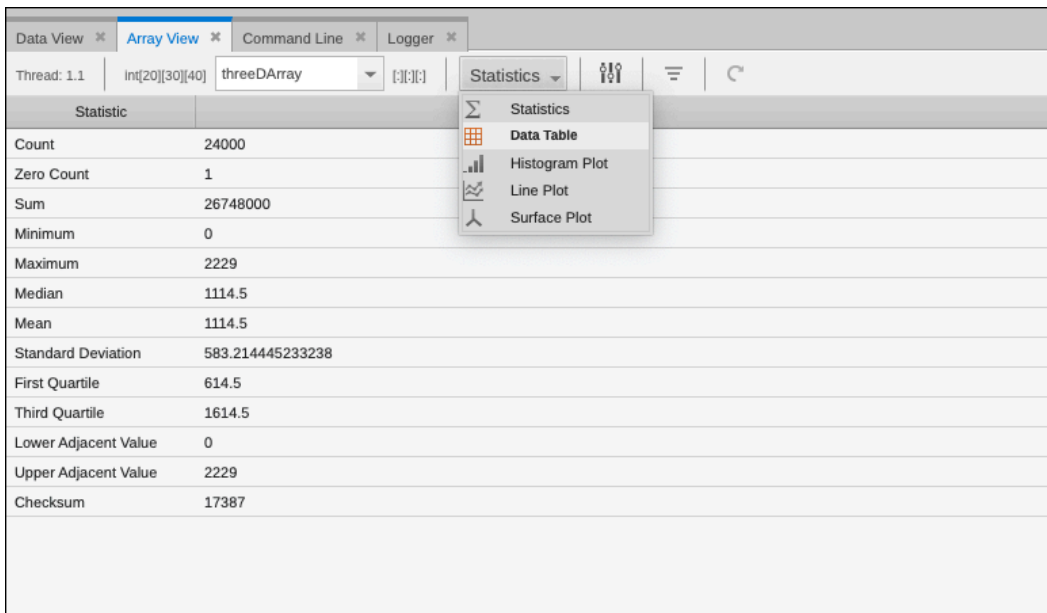 Data View Array View Command Line Logger
Thread: 1.1 int[20][30][40] threeDArray [:][:][:] Statistics
Statistic
Statistics
Data Table
Histogram Plot
Line Plot
Surface Plot
Count 24000
Zero Count 1
Sum 26748000
Minimum 0
Maximum 2229
Median 1114.5
Mean 1114.5
Standard Deviation 583.214445233238
First Quartile 614.5
Third Quartile 1614.5
Lower Adjacent Value 0
Upper Adjacent Value 2229
Checksum 17387